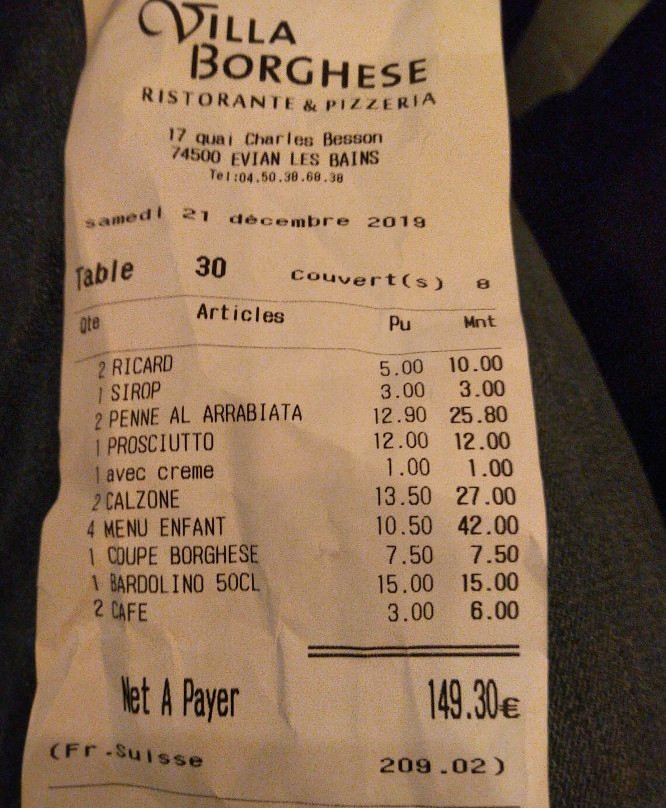 VILLA
BORGHESE
RISTORANTE & PIZZERIA
17 quai Charles Besson
74500 EVIAN LES BAINS
Tel:04.50.38.68.38
samedi 21 décembre 2019
Table 30 Couvert(s) 8
Qte Articles Pu Mnt
2 RICARD 5.00 10.00
1 SIROP 3.00 3.00
2 PENNE AL ARRABIATA 12.90 25.80
1 PROSCIUTTO 12.00 12.00
1 avec creme 1.00 1.00
2 CALZONE 13.50 27.00
4 MENU ENFANT 10.50 42.00
1 COUPE BORGHESE 7.50 7.50
1 BARDOLINO 50CL 15.00 15.00
2 CAFE 3.00 6.00
Net A Payer 149.30€
(Fr.Suisse 209.02)